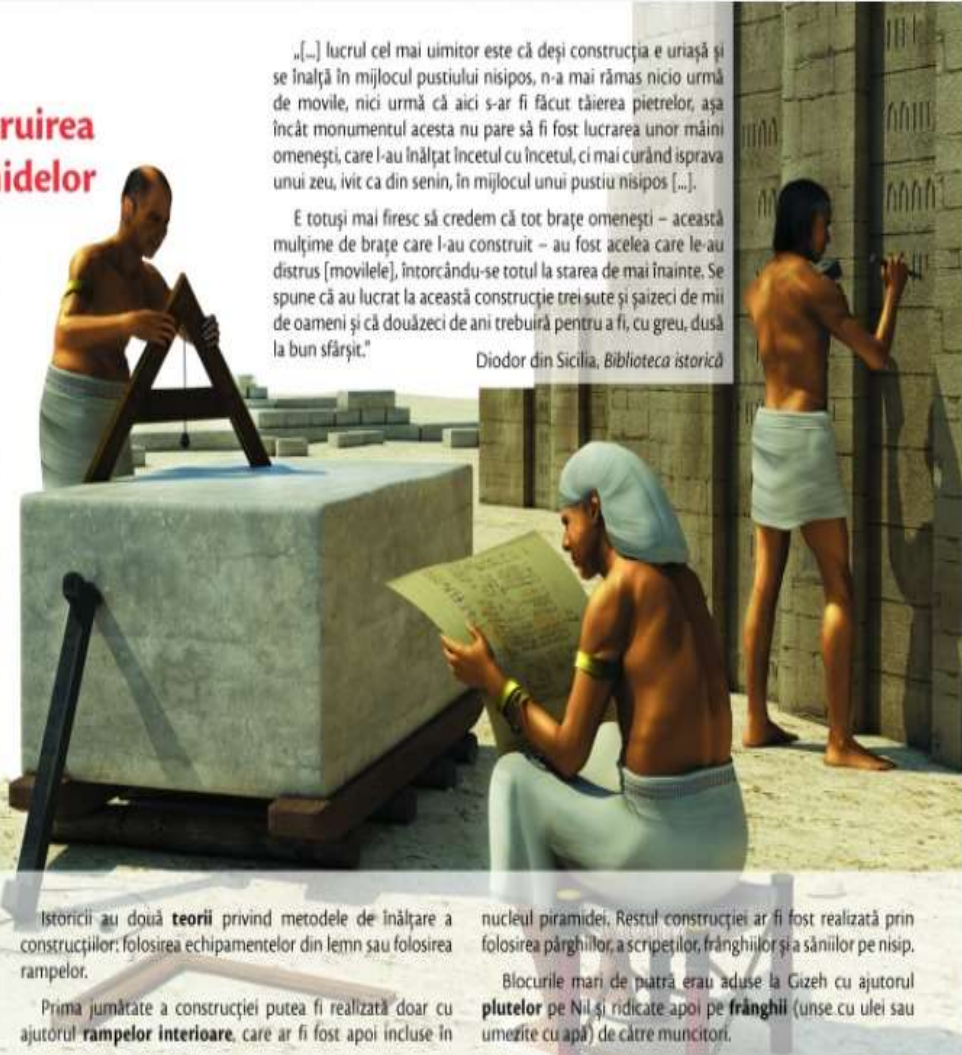 ruirea
idelor
„[...] lucrul cel mai uimitor este că deși construcția e uriașă și
se înalță în mijlocul pustiului nisipos, n-a mai rămas nicio urmă
de movile, nici urmă că aici s-ar fi făcut tăierea pietrelor, așa
încât monumentul acesta nu pare să fi fost lucrarea unor mâini
omenești, care l-au înălțat încetul cu încetul, ci mai curând isprava
unui zeu, ivit ca din senin, în mijlocul unui pustiu nisipos [...].
E totuși mai firesc să credem că tot brațe omenești – această
mulțime de brațe care l-au construit – au fost acelea care le-au
distrus [movilele], întorcându-se totul la starea de mai înainte. Se
spune că au lucrat la această construcție trei sute și șaizeci de mii
de oameni și că douăzeci de ani trebuiră pentru a fi, cu greu, dusă
la bun sfârșit.”
Diodor din Sicilia, Biblioteca istorică
Istoricii au două teorii privind metodele de înălțare a
construcțiilor: folosirea echipamentelor din lemn sau folosirea
rampelor.
Prima jumătate a construcției putea fi realizată doar cu
ajutorul rampelor interioare, care ar fi fost apoi incluse în
nucleul piramidei. Restul construcției ar fi fost realizată prin
folosirea pârghiilor, a scripeților, frânghiilor și a săniilor pe nisip.
Blocurile mari de piatră erau aduse la Gizeh cu ajutorul
plutelor pe Nil și ridicate apoi pe frânghii (unse cu ulei sau
umezite cu apă) de către muncitori.